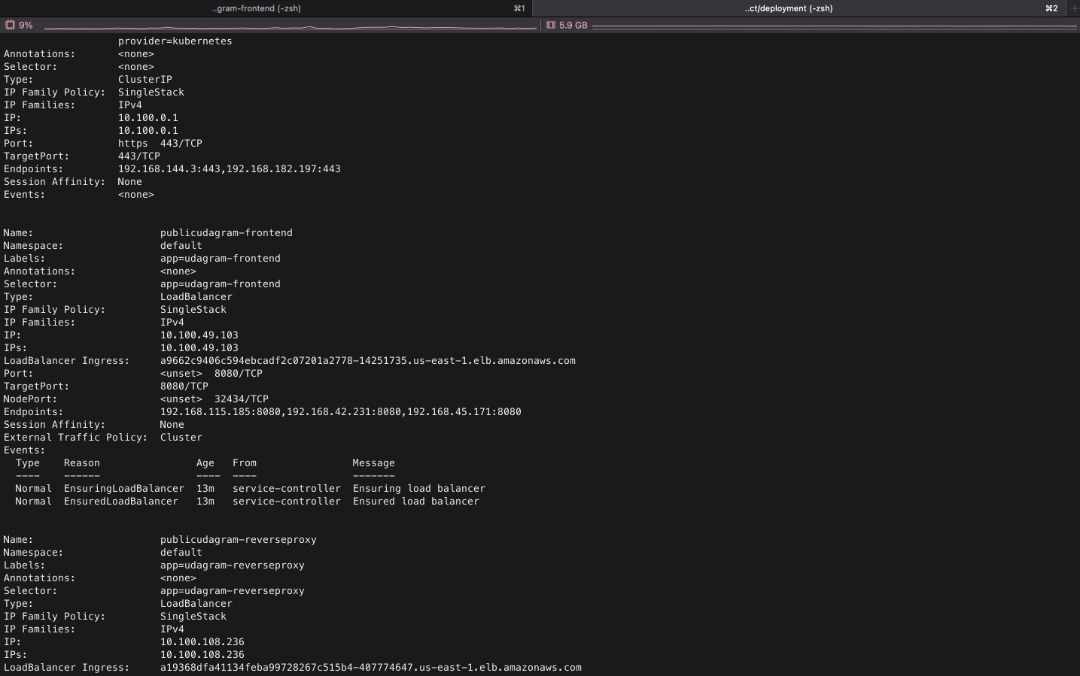 ..gram-frontend (-zsh) ⌘1 ..ct/deployment (-zsh) ⌘2 +
9% 5.9 GB
provider=kubernetes
Annotations: <none>
Selector: <none>
Type: ClusterIP
IP Family Policy: SingleStack
IP Families: IPv4
IP: 10.100.0.1
IPs: 10.100.0.1
Port: https 443/TCP
TargetPort: 443/TCP
Endpoints: 192.168.144.3:443,192.168.182.197:443
Session Affinity: None
Events: <none>
Name: publicudagram-frontend
Namespace: default
Labels: app=udagram-frontend
Annotations: <none>
Selector: app=udagram-frontend
Type: LoadBalancer
IP Family Policy: SingleStack
IP Families: IPv4
IP: 10.100.49.103
IPs: 10.100.49.103
LoadBalancer Ingress: a9662c9406c594ebcadf2c07201a2778-14251735.us-east-1.elb.amazonaws.com
Port: <unset> 8080/TCP
TargetPort: 8080/TCP
NodePort: <unset> 32434/TCP
Endpoints: 192.168.115.185:8080,192.168.42.231:8080,192.168.45.171:8080
Session Affinity: None
External Traffic Policy: Cluster
Events:
Type Reason Age From Message
---- ------ ---- ---- -------
Normal EnsuringLoadBalancer 13m service-controller Ensuring load balancer
Normal EnsuredLoadBalancer 13m service-controller Ensured load balancer
Name: publicudagram-reverseproxy
Namespace: default
Labels: app=udagram-reverseproxy
Annotations: <none>
Selector: app=udagram-reverseproxy
Type: LoadBalancer
IP Family Policy: SingleStack
IP Families: IPv4
IP: 10.100.108.236
IPs: 10.100.108.236
LoadBalancer Ingress: a19368dfa41134feba99728267c515b4-407774647.us-east-1.elb.amazonaws.com